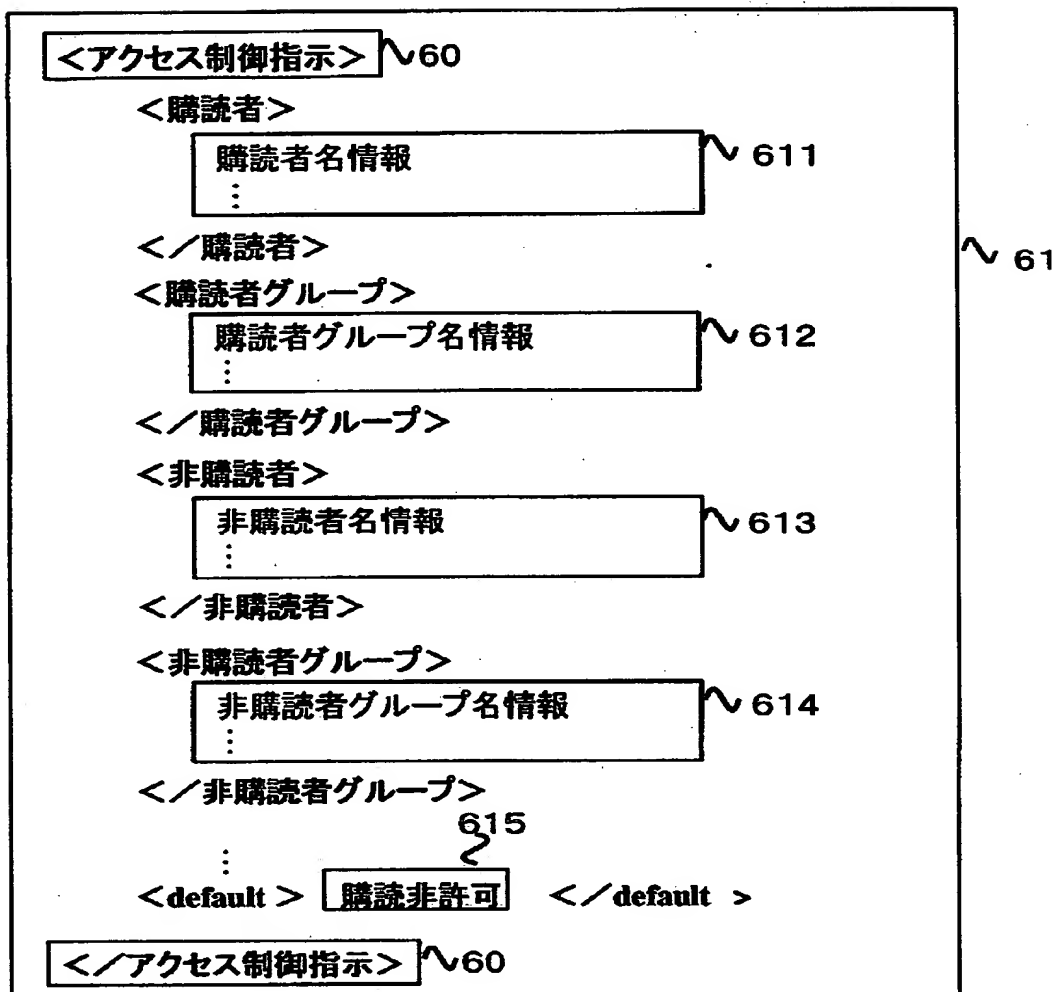 <アクセス制御指示> 60
<購読者>
購読者名情報 611
⋮
<／購読者>
61
<購読者グループ>
購読者グループ名情報 612
⋮
<／購読者グループ>
<非購読者>
非購読者名情報 613
⋮
<／非購読者>
<非購読者グループ>
非購読者グループ名情報 614
⋮
<／非購読者グループ>
615
⋮
<default > 購読非許可 <／default >
<／アクセス制御指示> 60